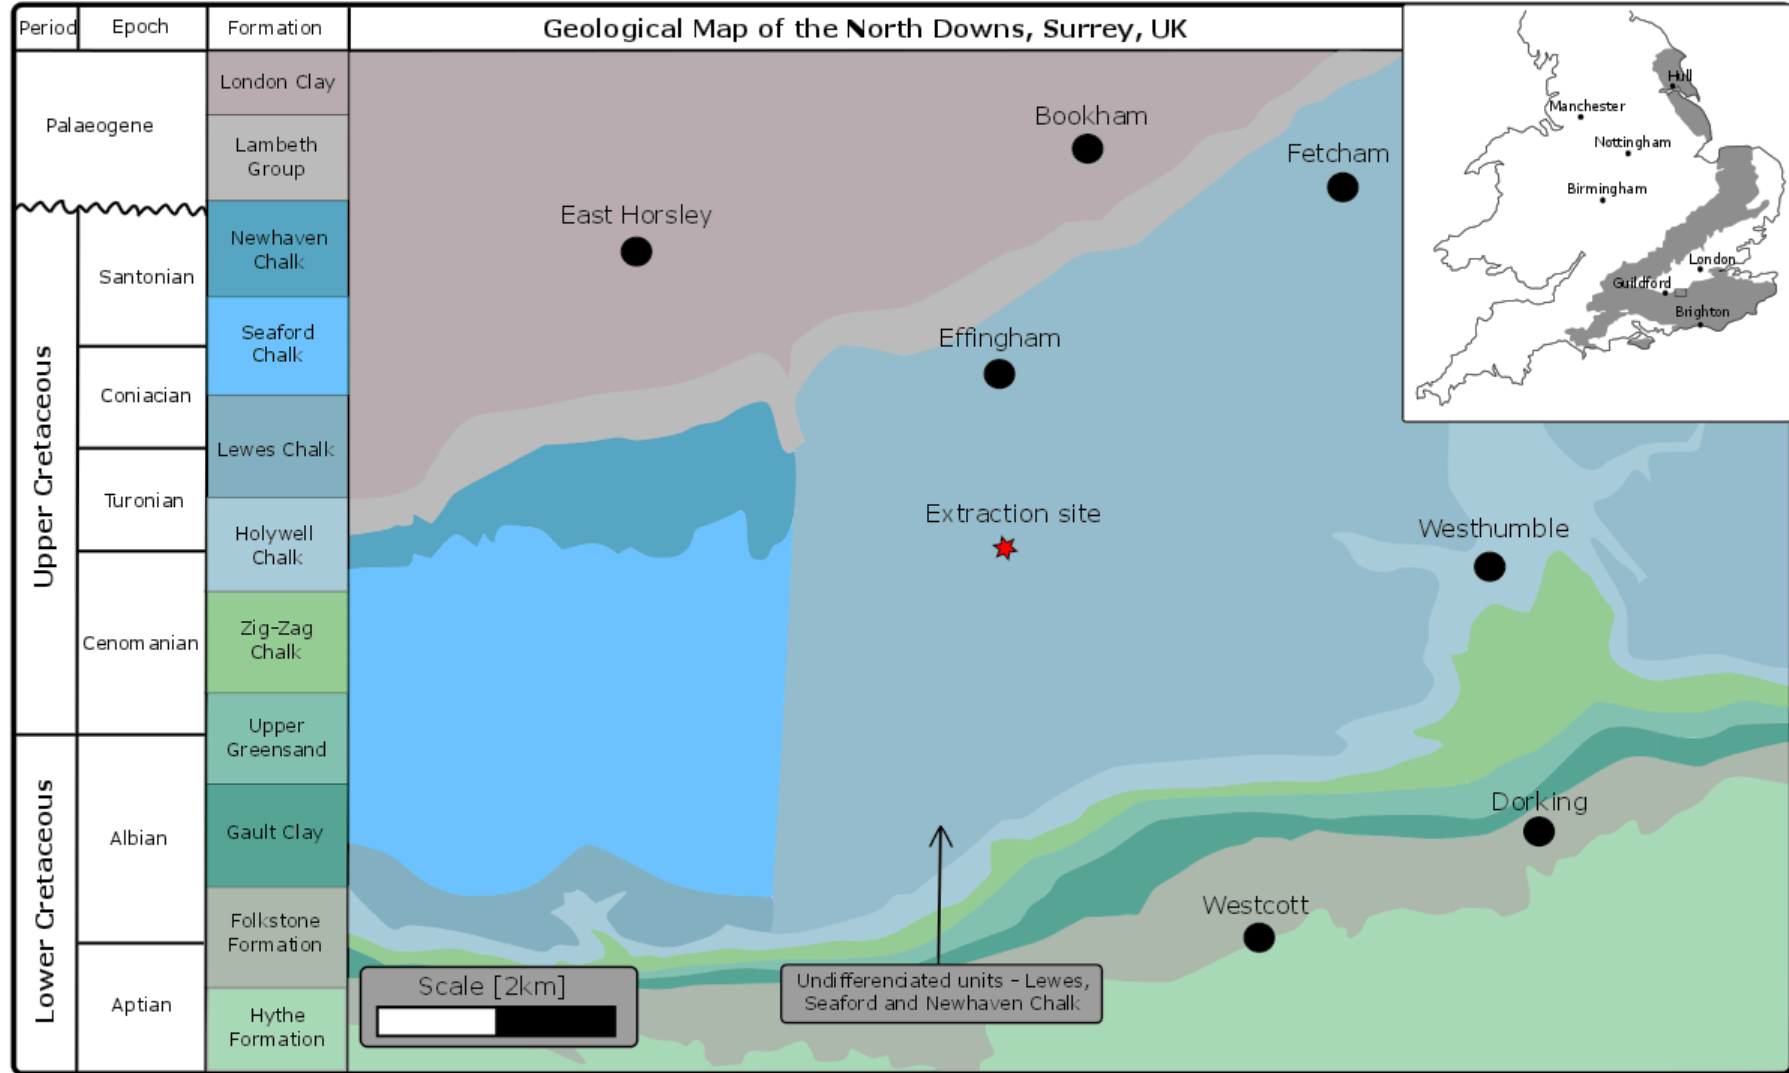 Period
Epoch
Formation
Geological Map of the North Downs, Surrey, UK
Palaeogene
Upper Cretaceous
Lower Cretaceous
Santonian
Coniacian
Turonian
Cenomanian
Albian
Aptian
London Clay
Lambeth
Group
Newhaven
Chalk
Seaford
Chalk
Lewes Chalk
Holywell
Chalk
Zig-Zag
Chalk
Upper
Greensand
Gault Clay
Folkstone
Formation
Hythe
Formation
Bookham
Fetcham
East Horsley
Effingham
Extraction site
Westhumble
Dorking
Westcott
Scale [2km]
Undifferenciated units - Lewes,
Seaford and Newhaven Chalk
Hull
Manchester
Nottingham
Birmingham
London
Guildford
Brighton